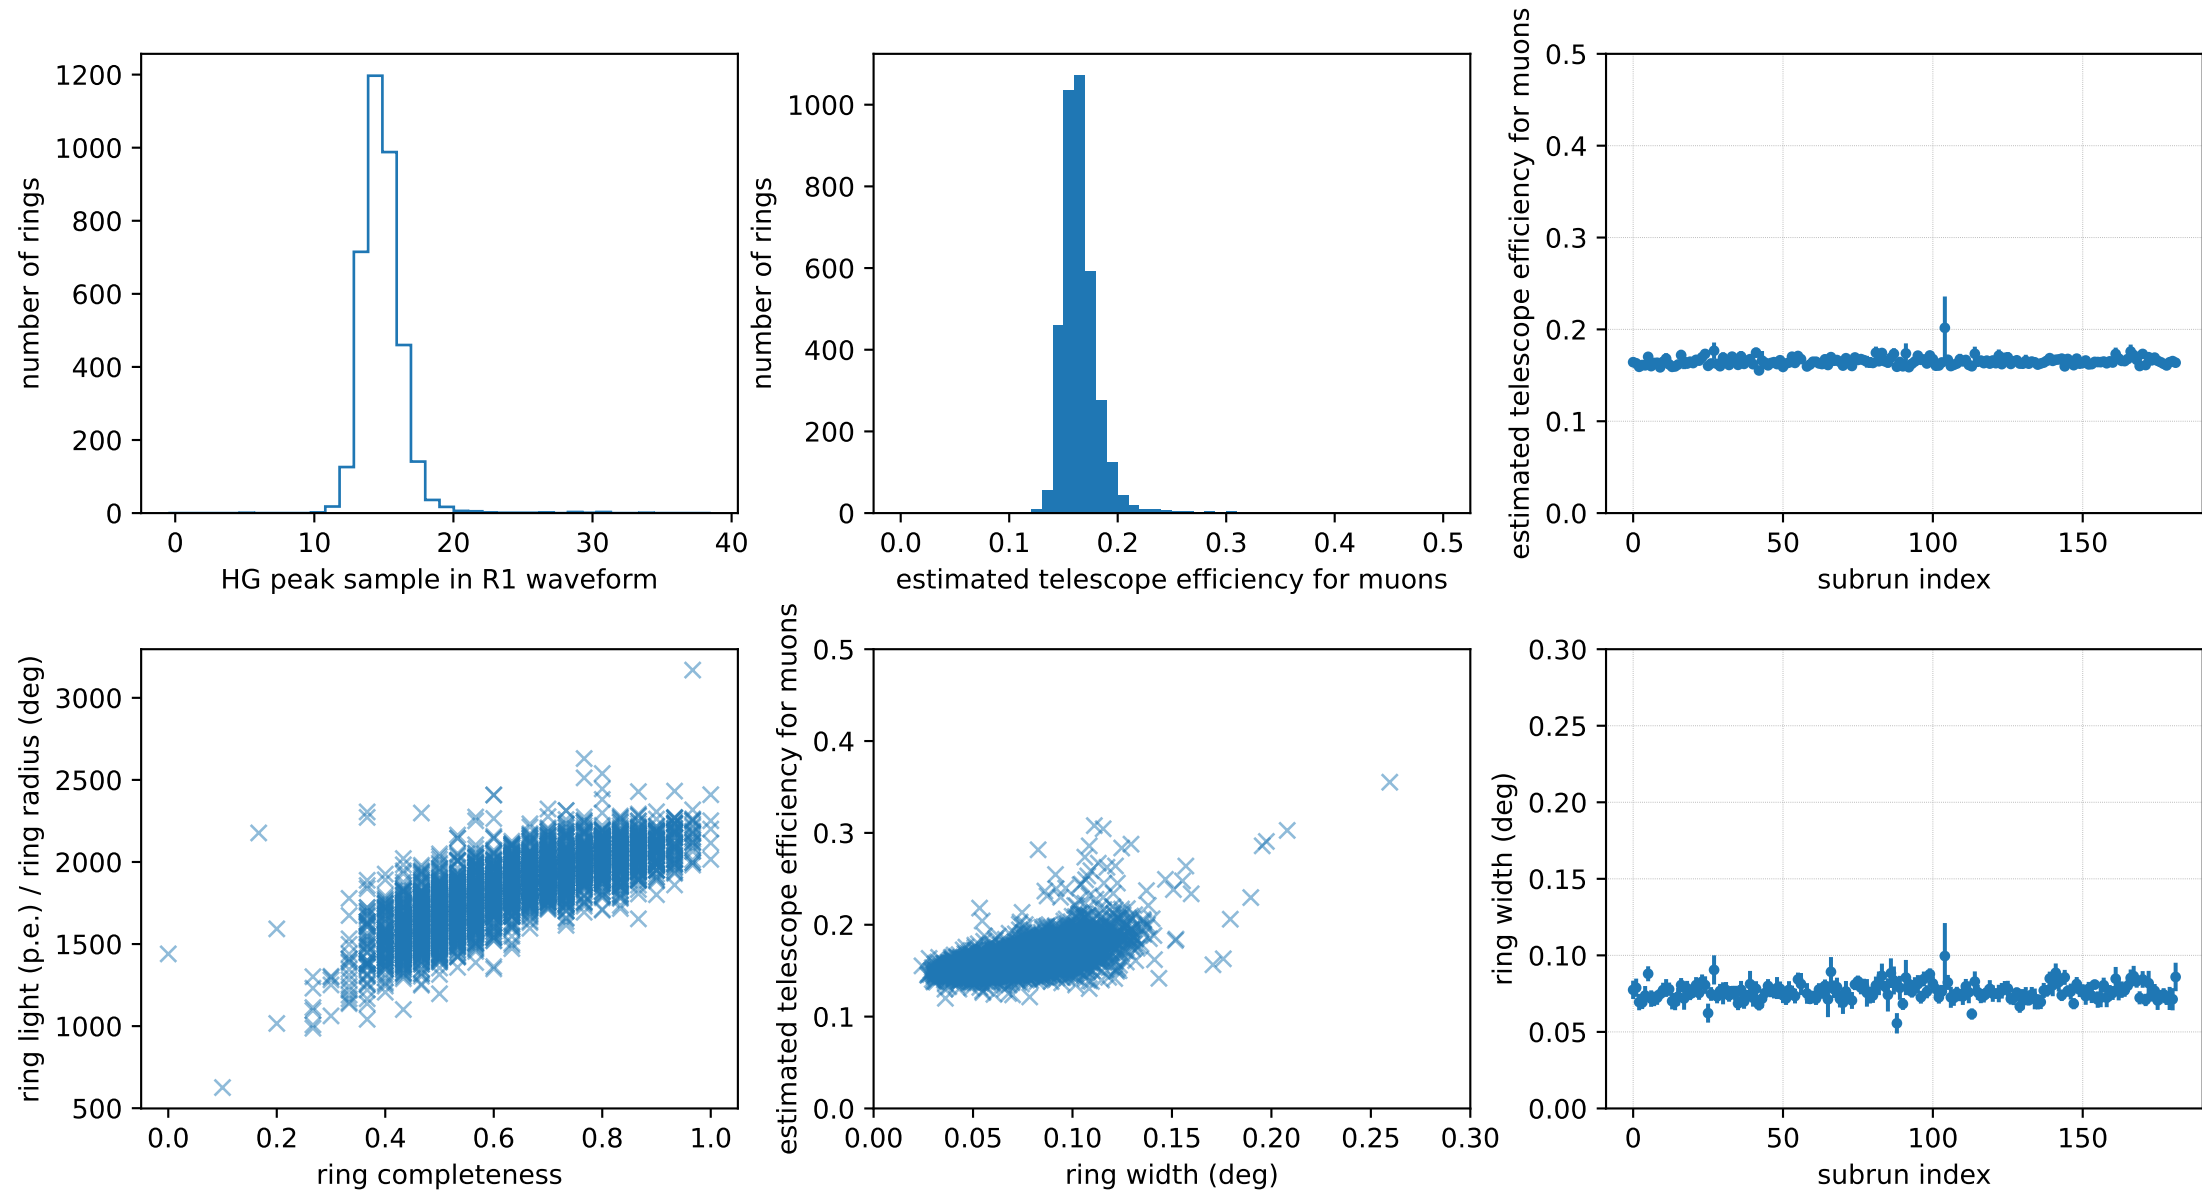 number of rings
1200
1000
800
600
400
200
0
0 10 20 30 40
HG peak sample in R1 waveform
number of rings
1000
800
600
400
200
0
0.0 0.1 0.2 0.3 0.4 0.5
estimated telescope efficiency for muons
estimated telescope efficiency for muons
0.5
0.4
0.3
0.2
0.1
0.0
0 50 100 150
subrun index
ring light (p.e.) / ring radius (deg)
3000
2500
2000
1500
1000
500
0.0 0.2 0.4 0.6 0.8 1.0
ring completeness
estimated telescope efficiency for muons
0.5
0.4
0.3
0.2
0.1
0.0
0.00 0.05 0.10 0.15 0.20 0.25 0.30
ring width (deg)
ring width (deg)
0.30
0.25
0.20
0.15
0.10
0.05
0.00
0 50 100 150
subrun index